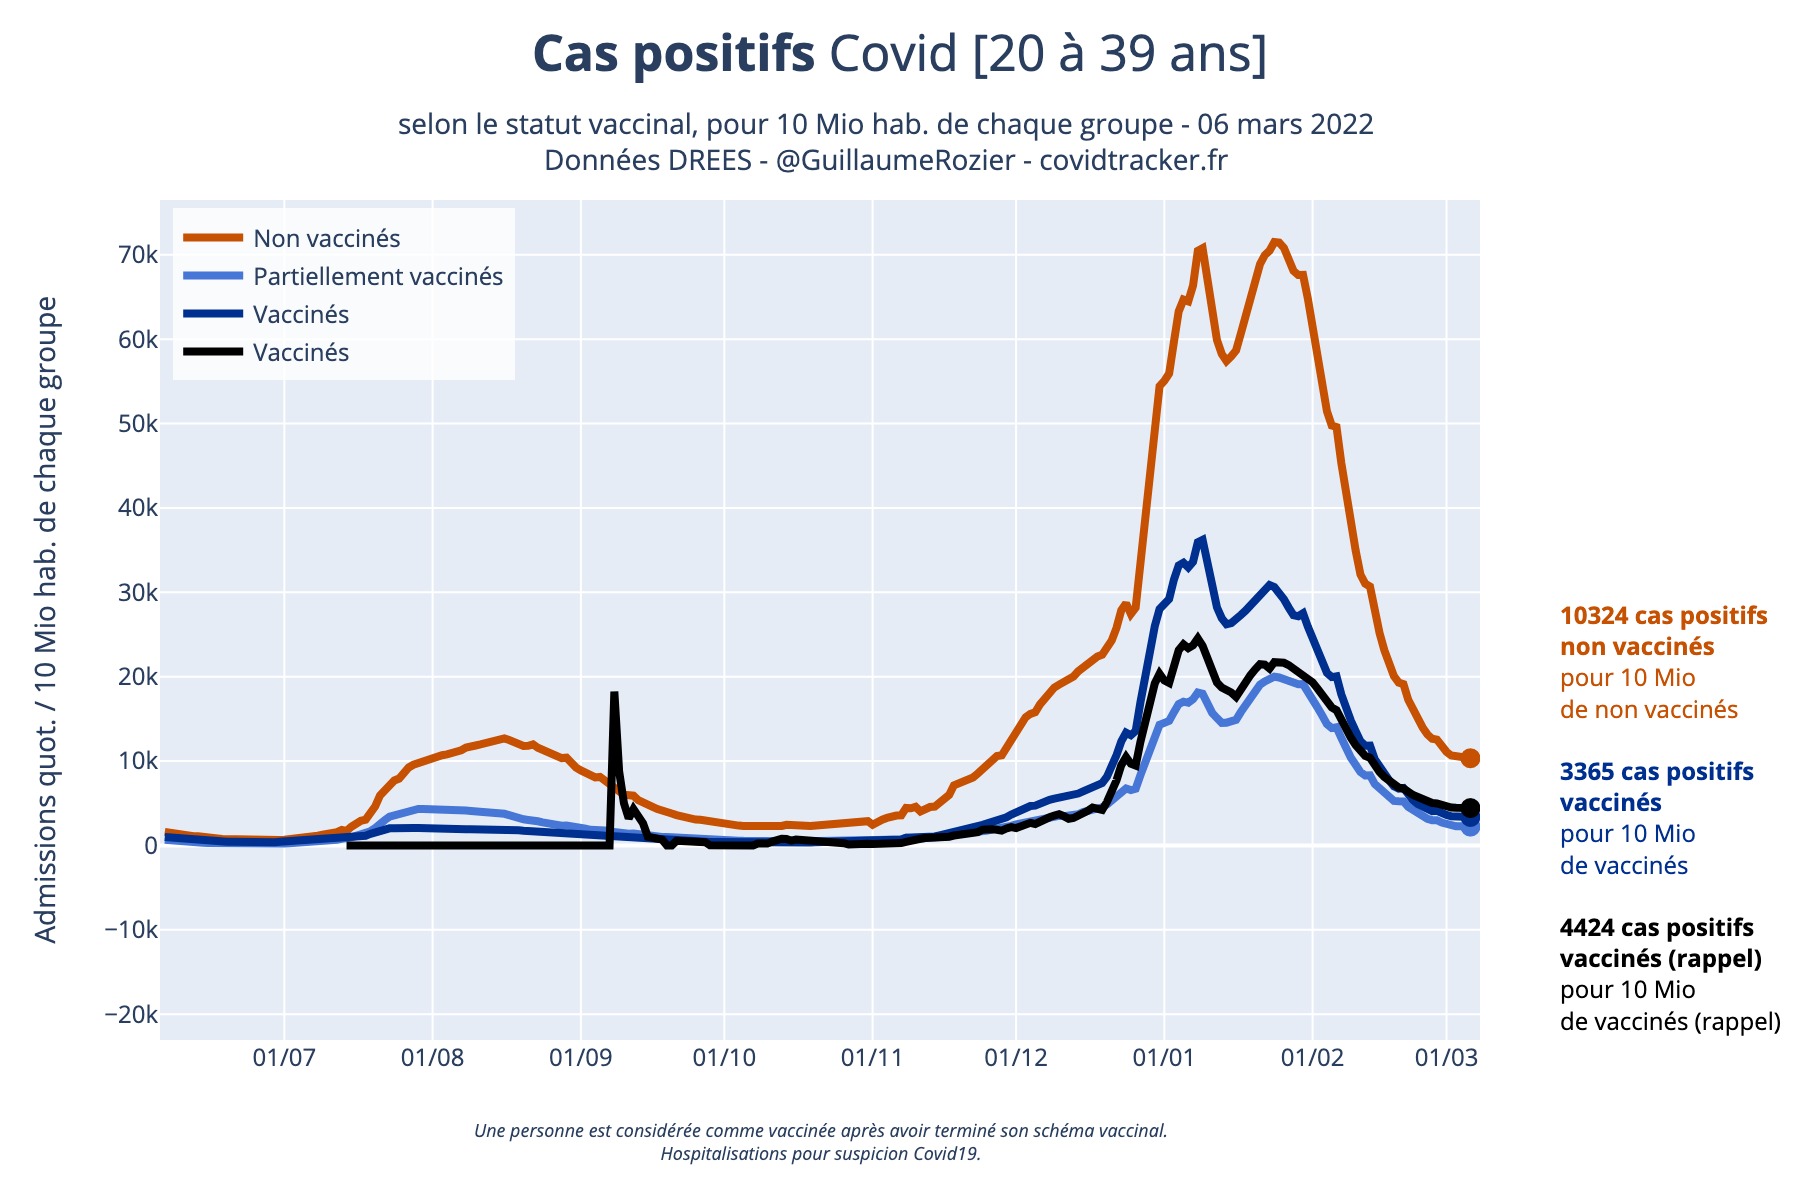 Cas positifs Covid [20 à 39 ans]
selon le statut vaccinal, pour 10 Mio hab. de chaque groupe - 06 mars 2022
Données DREES - @GuillaumeRozier - covidtracker.fr
Admissions quot. / 10 Mio hab. de chaque groupe
Non vaccinés
Partiellement vaccinés
Vaccinés
Vaccinés
70k
60k
50k
40k
30k
20k
10k
0
−10k
−20k
01/07 01/08 01/09 01/10 01/11 01/12 01/01 01/02 01/03
10324 cas positifs
non vaccinés
pour 10 Mio
de non vaccinés
3365 cas positifs
vaccinés
pour 10 Mio
de vaccinés
4424 cas positifs
vaccinés (rappel)
pour 10 Mio
de vaccinés (rappel)
Une personne est considérée comme vaccinée après avoir terminé son schéma vaccinal.
Hospitalisations pour suspicion Covid19.